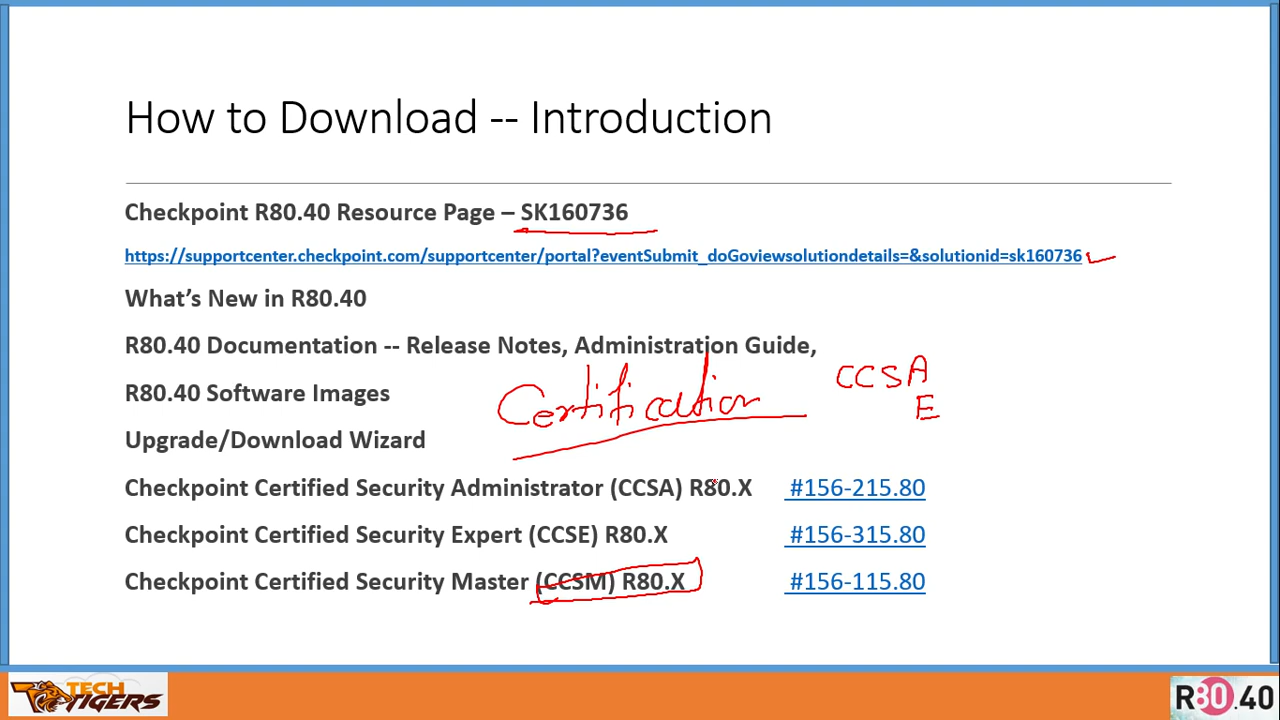 How to Download -- Introduction
Checkpoint R80.40 Resource Page – SK160736
https://supportcenter.checkpoint.com/supportcenter/portal?eventSubmit_doGoviewsolutiondetails=&solutionid=sk160736
What’s New in R80.40
R80.40 Documentation -- Release Notes, Administration Guide,
R80.40 Software Images
Certification
CCSA
E
Upgrade/Download Wizard
Checkpoint Certified Security Administrator (CCSA) R80.X #156-215.80
Checkpoint Certified Security Expert (CCSE) R80.X #156-315.80
Checkpoint Certified Security Master (CCSM) R80.X #156-115.80
TECH
TIGERS
R80.40